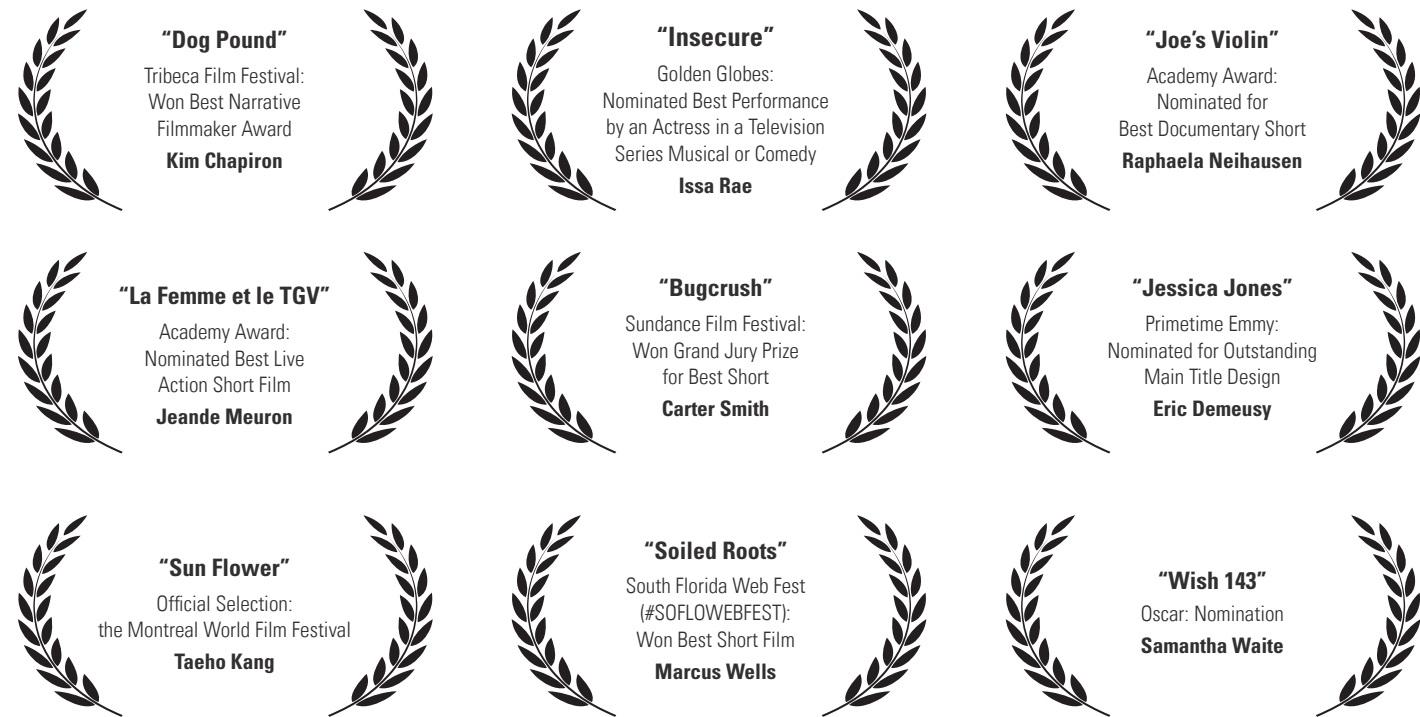 “Dog Pound”
Tribeca Film Festival:
Won Best Narrative
Filmmaker Award
Kim Chapiron
“Insecure”
Golden Globes:
Nominated Best Performance
by an Actress in a Television
Series Musical or Comedy
Issa Rae
“Joe’s Violin”
Academy Award:
Nominated for
Best Documentary Short
Raphaela Neihausen
“La Femme et le TGV”
Academy Award:
Nominated Best Live
Action Short Film
Jeande Meuron
“Bugcrush”
Sundance Film Festival:
Won Grand Jury Prize
for Best Short
Carter Smith
“Jessica Jones”
Primetime Emmy:
Nominated for Outstanding
Main Title Design
Eric Demeusy
“Sun Flower”
Official Selection:
the Montreal World Film Festival
Taeho Kang
“Soiled Roots”
South Florida Web Fest
(#SOFLOWEBFEST):
Won Best Short Film
Marcus Wells
“Wish 143”
Oscar: Nomination
Samantha Waite